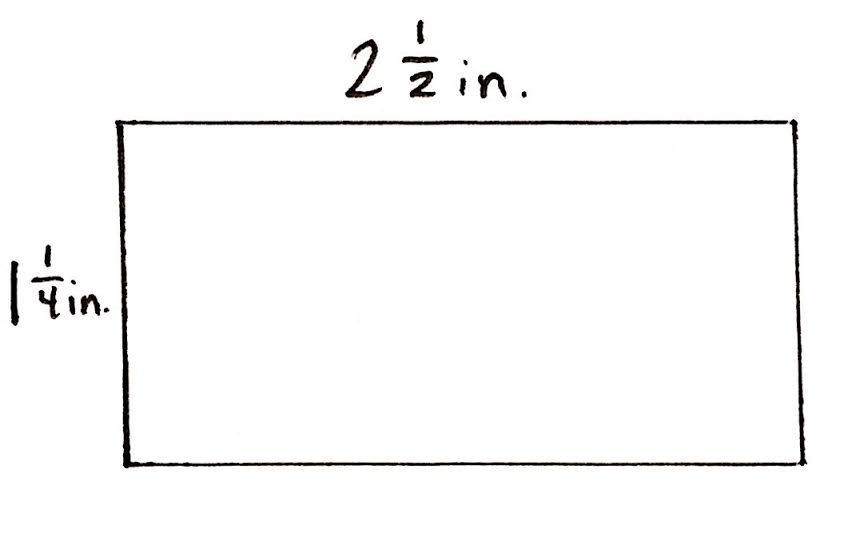 2 1/2 in.
1 1/4 in.